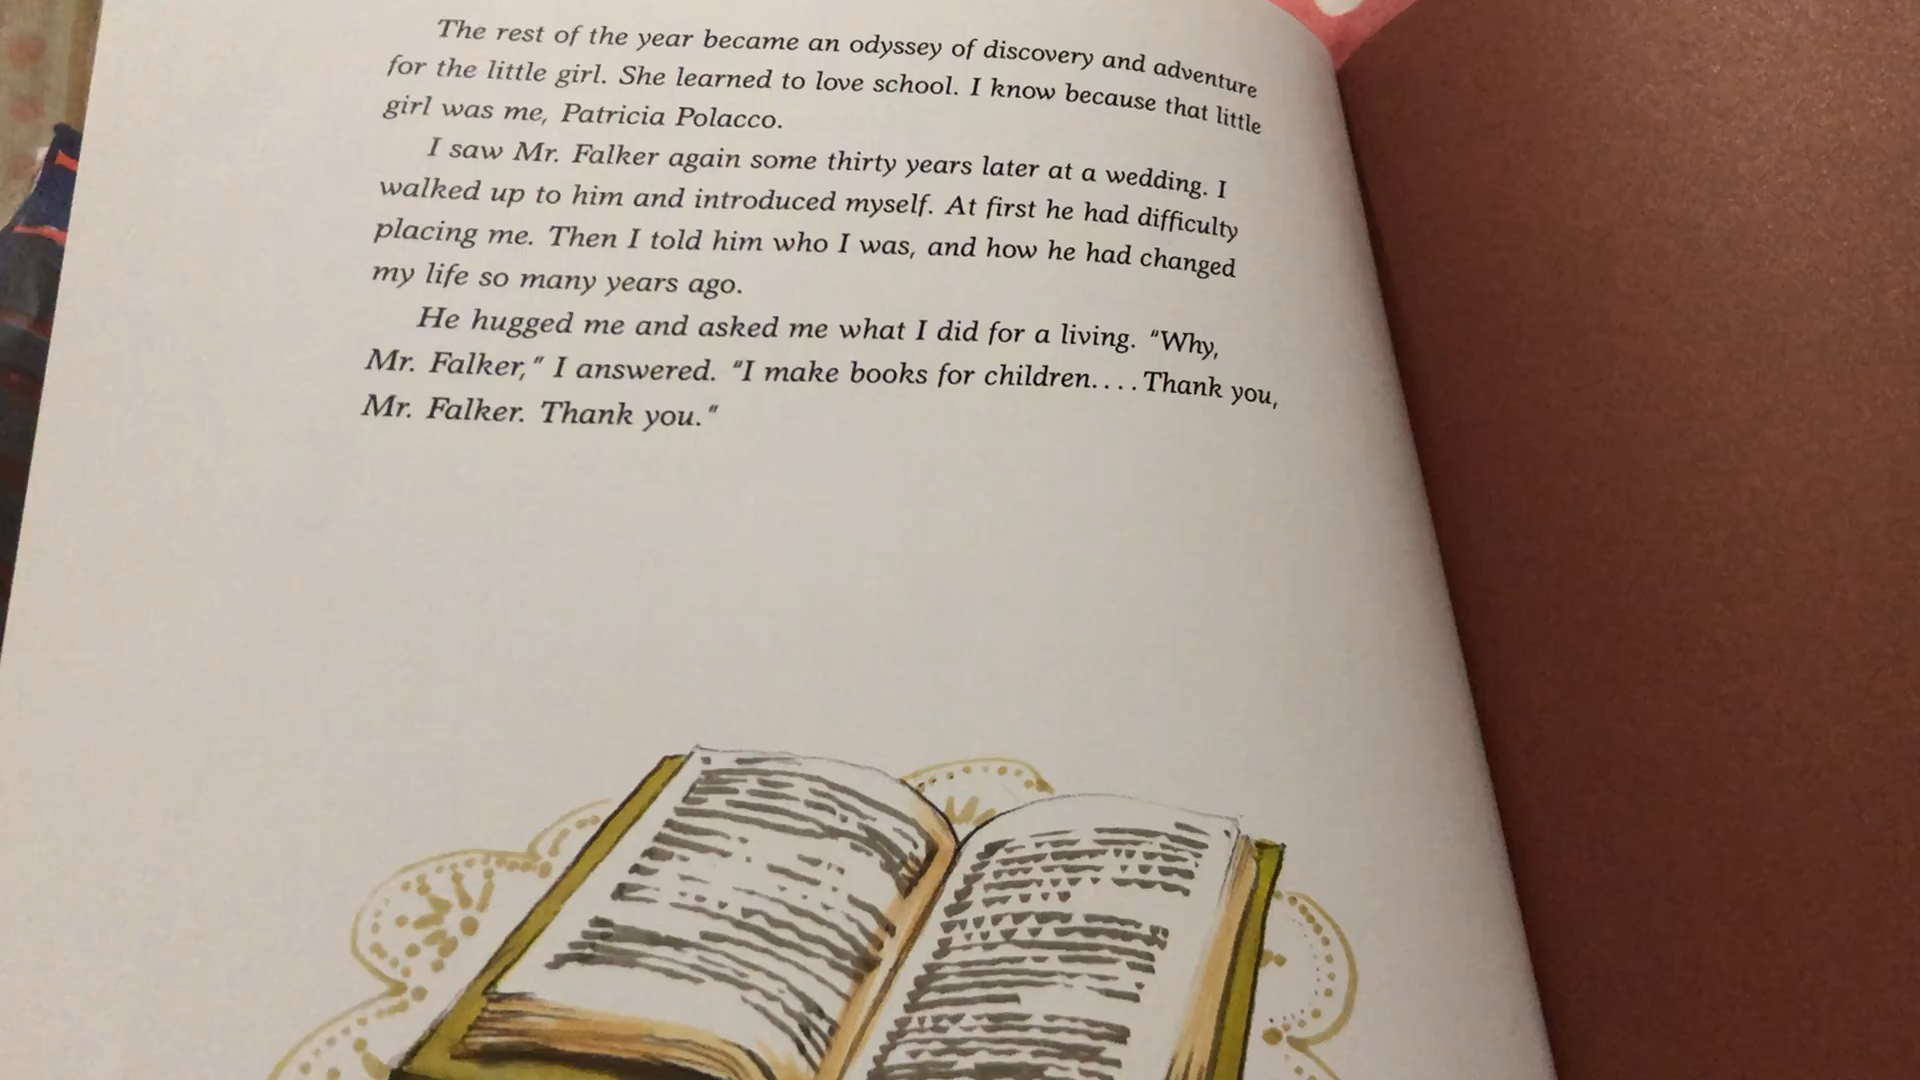 The rest of the year became an odyssey of discovery and adventure
for the little girl. She learned to love school. I know because that little
girl was me, Patricia Polacco.
I saw Mr. Falker again some thirty years later at a wedding. I
walked up to him and introduced myself. At first he had difficulty
placing me. Then I told him who I was, and how he had changed
my life so many years ago.
He hugged me and asked me what I did for a living. "Why,
Mr. Falker," I answered. "I make books for children. . . . Thank you,
Mr. Falker. Thank you."